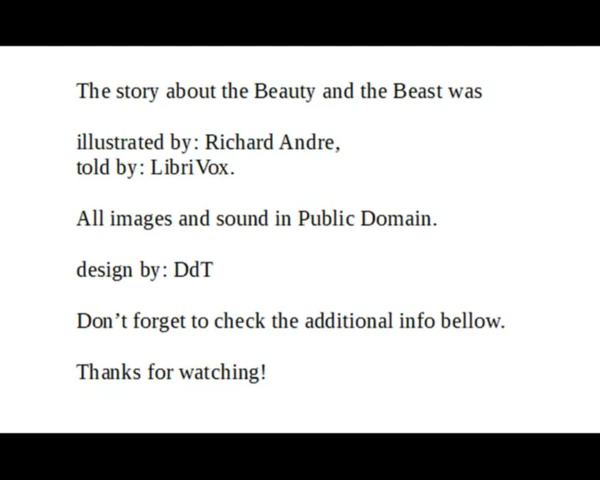 The story about the Beauty and the Beast was
illustrated by: Richard Andre,
told by: LibriVox.
All images and sound in Public Domain.
design by: DdT
Don’t forget to check the additional info bellow.
Thanks for watching!